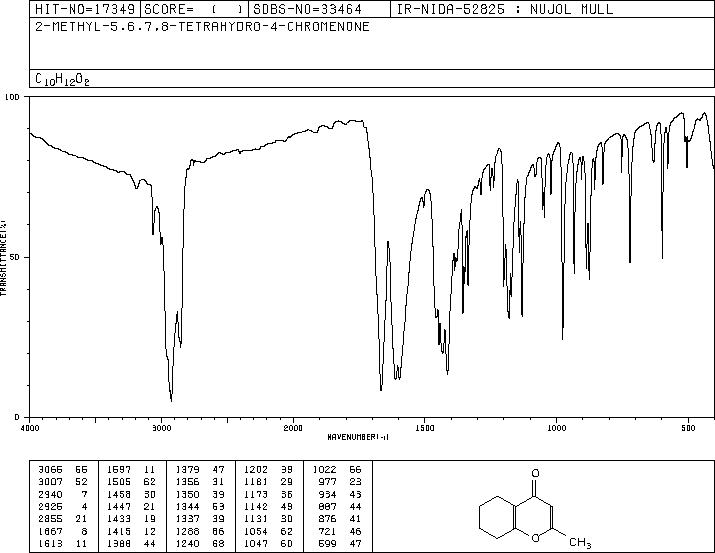 HIT-NO=17349 SCORE= ( ) SDBS-NO=33464 IR-NIDA-52825 : NUJOL MULL
2-METHYL-5,6,7,8-TETRAHYDRO-4-CHROMENONE
C10H12O2
100
50
0
TRANSMITTANCE(%)
4000 3000 2000 1500 1000 500
WAVENUMBER(-1)
3066 66 1597 11 1379 47 1202 39 1022 66
3007 52 1505 62 1356 31 1181 29 977 23
2940 7 1458 30 1350 39 1173 36 934 43
2925 4 1447 21 1344 53 1142 49 887 44
2855 21 1433 19 1337 39 1131 30 876 41
1667 8 1415 12 1288 86 1054 62 721 46
1613 11 1388 44 1240 68 1047 60 599 47
O
O
CH3